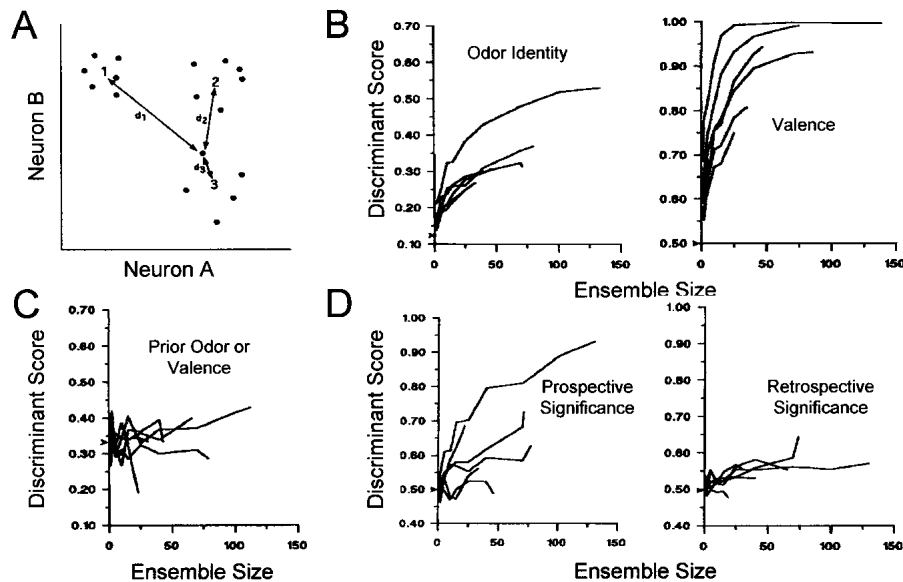 A
Neuron B
1
2
d1
d2
d3
3
Neuron A
B
Discriminant Score
0.70
0.60
0.50
0.40
0.30
0.20
0.10
Odor Identity
0
50
100
150
1.00
0.90
0.80
0.70
0.60
0.50
Valence
0
50
100
150
Ensemble Size
C
Discriminant Score
0.70
0.60
0.50
0.40
0.30
0.20
0.10
Prior Odor or
Valence
0
50
100
150
Ensemble Size
D
Discriminant Score
1.00
0.90
0.80
0.70
0.60
0.50
0.40
Prospective
Significance
0
50
100
150
1.00
0.90
0.80
0.70
0.60
0.50
0.40
Retrospective
Significance
0
50
100
150
Ensemble Size